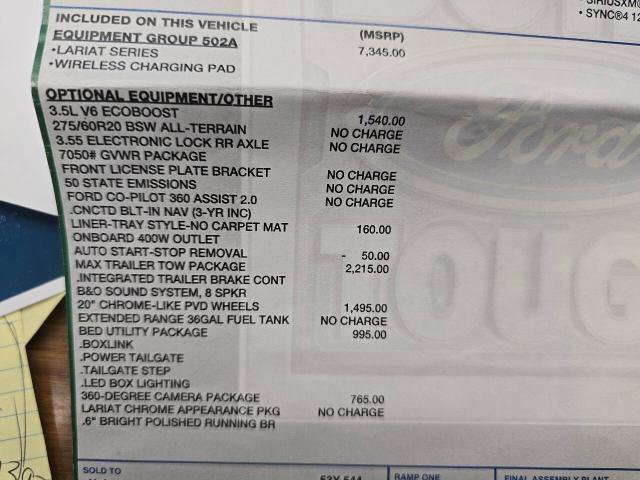 SIRIUSXM
• SYNC®4 12
INCLUDED ON THIS VEHICLE
(MSRP)
EQUIPMENT GROUP 502A
•LARIAT SERIES 7,345.00
•WIRELESS CHARGING PAD
OPTIONAL EQUIPMENT/OTHER
3.5L V6 ECOBOOST 1,540.00
275/60R20 BSW ALL-TERRAIN NO CHARGE
3.55 ELECTRONIC LOCK RR AXLE NO CHARGE
7050# GVWR PACKAGE
FRONT LICENSE PLATE BRACKET NO CHARGE
50 STATE EMISSIONS NO CHARGE
FORD CO-PILOT 360 ASSIST 2.0 NO CHARGE
.CNCTD BLT-IN NAV (3-YR INC)
LINER-TRAY STYLE-NO CARPET MAT 160.00
ONBOARD 400W OUTLET
AUTO START-STOP REMOVAL - 50.00
MAX TRAILER TOW PACKAGE 2,215.00
.INTEGRATED TRAILER BRAKE CONT
B&O SOUND SYSTEM, 8 SPKR
20" CHROME-LIKE PVD WHEELS 1,495.00
EXTENDED RANGE 36GAL FUEL TANK NO CHARGE
BED UTILITY PACKAGE 995.00
.BOXLINK
.POWER TAILGATE
.TAILGATE STEP
.LED BOX LIGHTING
360-DEGREE CAMERA PACKAGE 765.00
LARIAT CHROME APPEARANCE PKG NO CHARGE
.6" BRIGHT POLISHED RUNNING BR
Ford
TOUG
SOLD TO
53V 544
RAMP ONE
FINAL ASSEMBLY PLANT